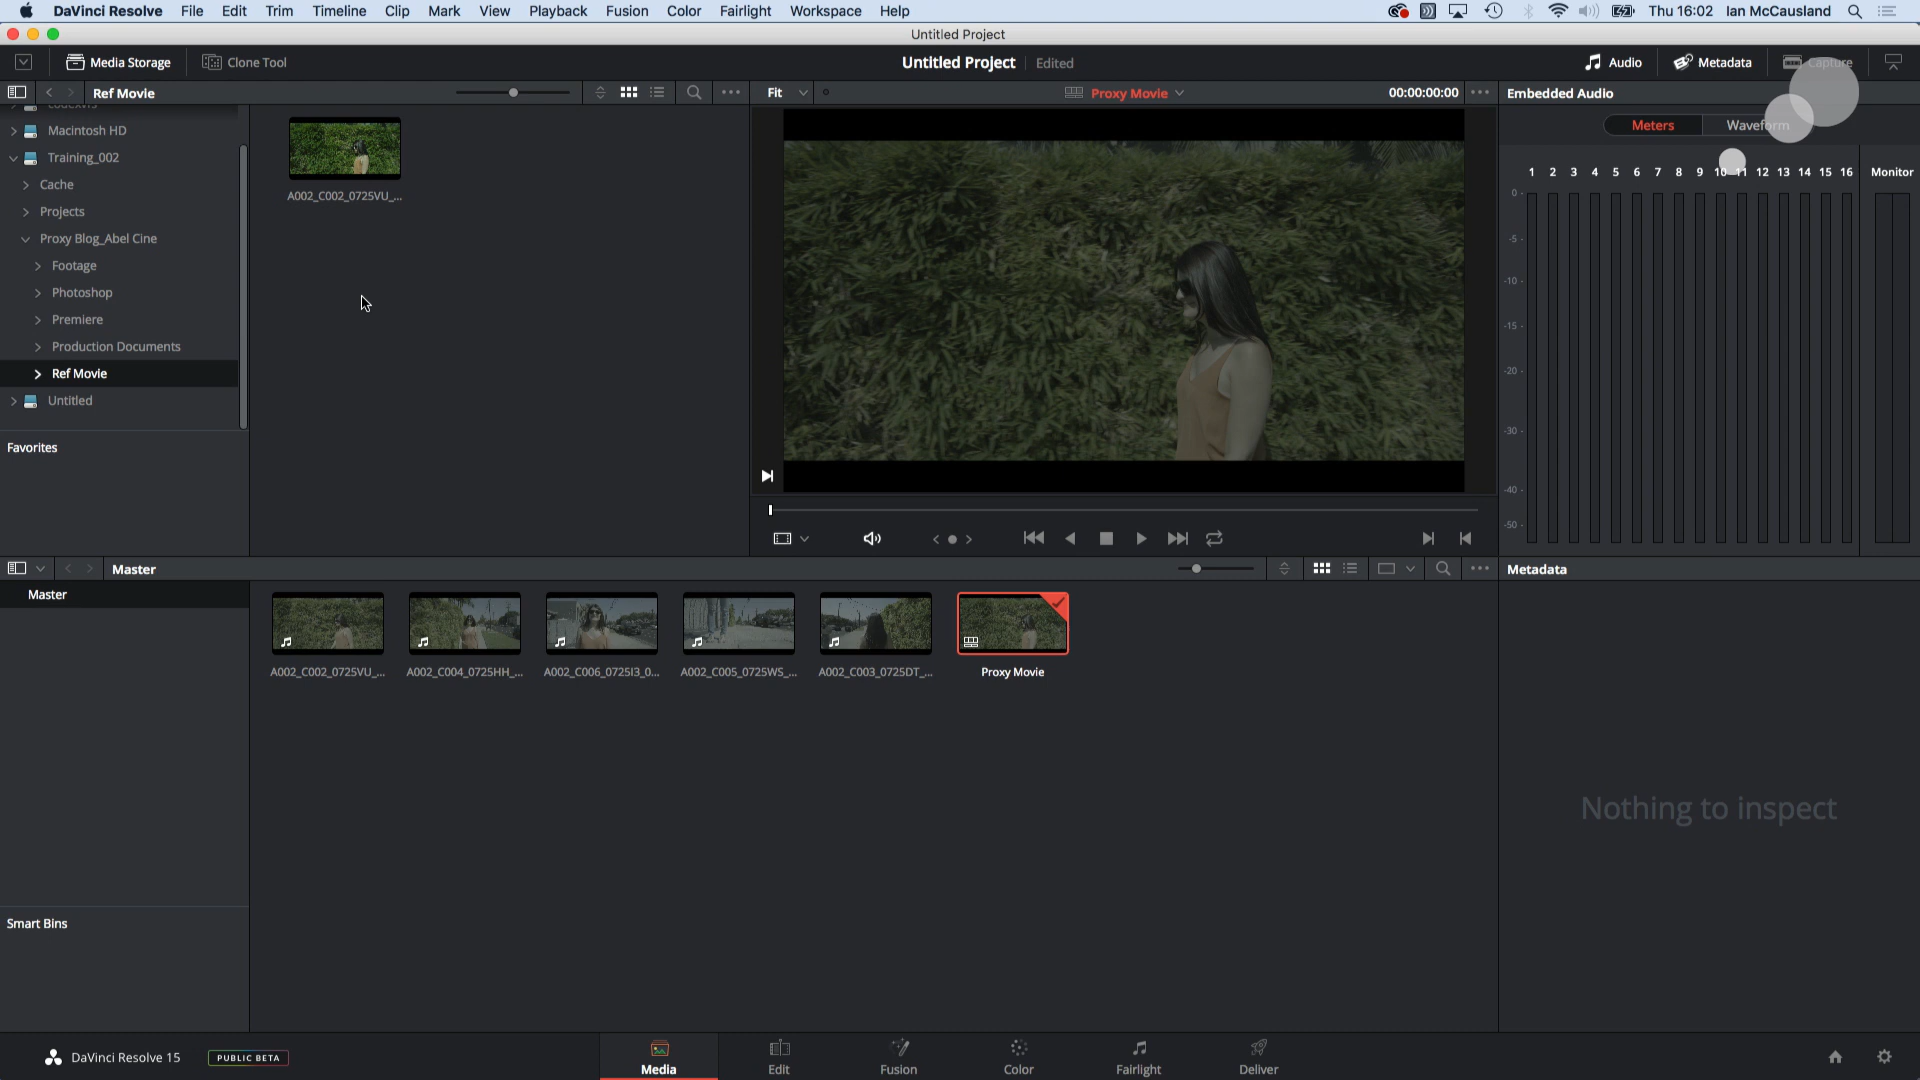 DaVinci Resolve File Edit Trim Timeline Clip Mark View Playback Fusion Color Fairlight Workspace Help Thu 16:02 Ian McCausland
Untitled Project
Media Storage Clone Tool Untitled Project Edited Audio Metadata Capture
Ref Movie Fit Proxy Movie 00:00:00:00 Embedded Audio
Macintosh HD
Training_002
Cache
Projects
Proxy Blog_Abel Cine
Footage
Photoshop
Premiere
Production Documents
Ref Movie
Untitled
Favorites
A002_C002_0725VU_...
Meters Waveform
1 2 3 4 5 6 7 8 9 10 11 12 13 14 15 16 Monitor
0
-5
-10
-15
-20
-30
-40
-50
Master Metadata
Master
A002_C002_0725VU_... A002_C004_0725HH_... A002_C006_0725I3_0... A002_C005_0725WS_... A002_C003_0725DT_... Proxy Movie
Nothing to inspect
Smart Bins
DaVinci Resolve 15 PUBLIC BETA Media Edit Fusion Color Fairlight Deliver